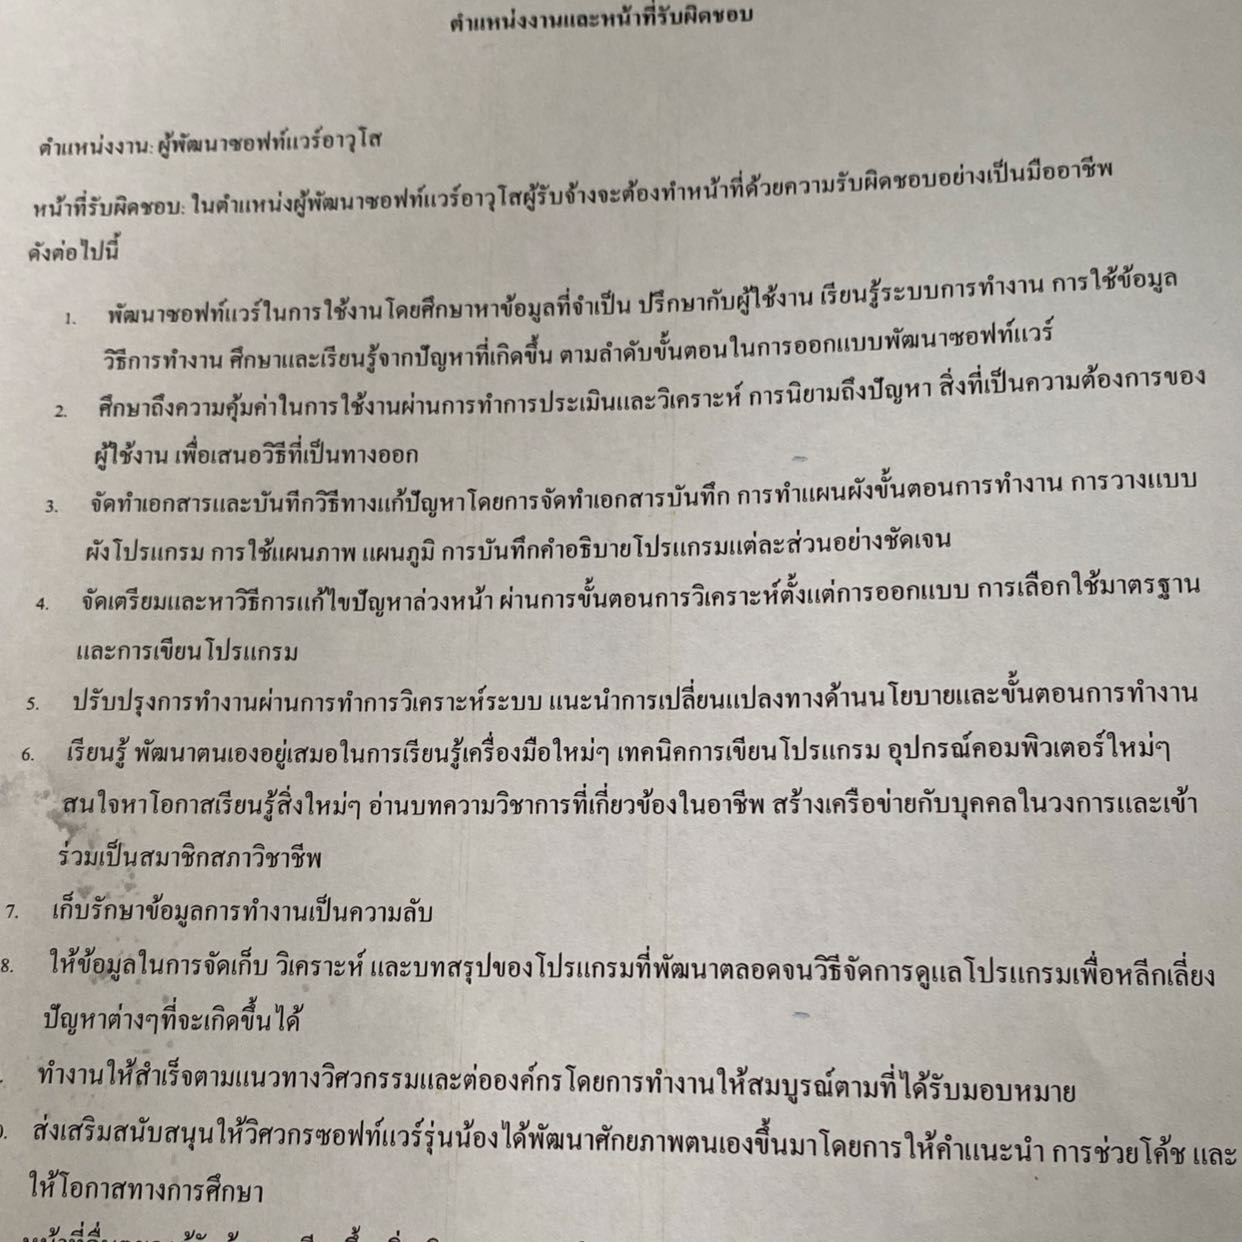 ตำแหน่งงานและหน้าที่รับผิดชอบ
ตำแหน่งงาน: ผู้พัฒนาซอฟท์แวร์อาวุโส
หน้าที่รับผิดชอบ: ในตำแหน่งผู้พัฒนาซอฟท์แวร์อาวุโสผู้รับจ้างจะต้องทำหน้าที่ด้วยความรับผิดชอบอย่างเป็นมืออาชีพ
ดังต่อไปนี้
1. พัฒนาซอฟท์แวร์ในการใช้งานโดยศึกษาหาข้อมูลที่จำเป็น ปรึกษากับผู้ใช้งาน เรียนรู้ระบบการทำงาน การใช้ข้อมูล
วิธีการทำงาน ศึกษาและเรียนรู้จากปัญหาที่เกิดขึ้น ตามลำดับขั้นตอนในการออกแบบพัฒนาซอฟท์แวร์
2. ศึกษาถึงความคุ้มค่าในการใช้งานผ่านการทำการประเมินและวิเคราะห์ การนิยามถึงปัญหา สิ่งที่เป็นความต้องการของ
ผู้ใช้งาน เพื่อเสนอวิธีที่เป็นทางออก
3. จัดทำเอกสารและบันทึกวิธีทางแก้ปัญหาโดยการจัดทำเอกสารบันทึก การทำแผนผังขั้นตอนการทำงาน การวางแบบ
ผังโปรแกรม การใช้แผนภาพ แผนภูมิ การบันทึกคำอธิบายโปรแกรมแต่ละส่วนอย่างชัดเจน
4. จัดเตรียมและหาวิธีการแก้ไขปัญหาล่วงหน้า ผ่านการขั้นตอนการวิเคราะห์ตั้งแต่การออกแบบ การเลือกใช้มาตรฐาน
และการเขียนโปรแกรม
5. ปรับปรุงการทำงานผ่านการทำการวิเคราะห์ระบบ แนะนำการเปลี่ยนแปลงทางด้านนโยบายและขั้นตอนการทำงาน
6. เรียนรู้ พัฒนาตนเองอยู่เสมอในการเรียนรู้เครื่องมือใหม่ๆ เทคนิคการเขียนโปรแกรม อุปกรณ์คอมพิวเตอร์ใหม่ๆ
สนใจหาโอกาสเรียนรู้สิ่งใหม่ๆ อ่านบทความวิชาการที่เกี่ยวข้องในอาชีพ สร้างเครือข่ายกับบุคคลในวงการและเข้า
ร่วมเป็นสมาชิกสภาวิชาชีพ
7. เก็บรักษาข้อมูลการทำงานเป็นความลับ
8. ให้ข้อมูลในการจัดเก็บ วิเคราะห์ และบทสรุปของโปรแกรมที่พัฒนาตลอดจนวิธีจัดการดูแลโปรแกรมเพื่อหลีกเลี่ยง
ปัญหาต่างๆที่จะเกิดขึ้นได้
ทำงานให้สำเร็จตามแนวทางวิศวกรรมและต่อองค์กรโดยการทำงานให้สมบูรณ์ตามที่ได้รับมอบหมาย
ส่งเสริมสนับสนุนให้วิศวกรซอฟท์แวร์รุ่นน้องได้พัฒนาศักยภาพตนเองขึ้นมาโดยการให้คำแนะนำ การช่วยโค้ช และ
ให้โอกาสทางการศึกษา